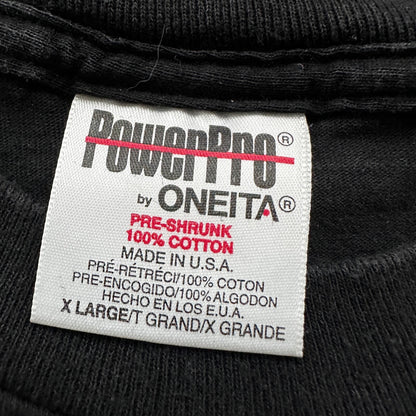 PowerPro®
by ONEITA®
PRE-SHRUNK
100% COTTON
MADE IN U.S.A.
PRÉ-RÉTRÉCI/100% COTON
PRE-ENCOGIDO/100% ALGODON
HECHO EN LOS E.U.A.
X LARGE/T GRAND/X GRANDE